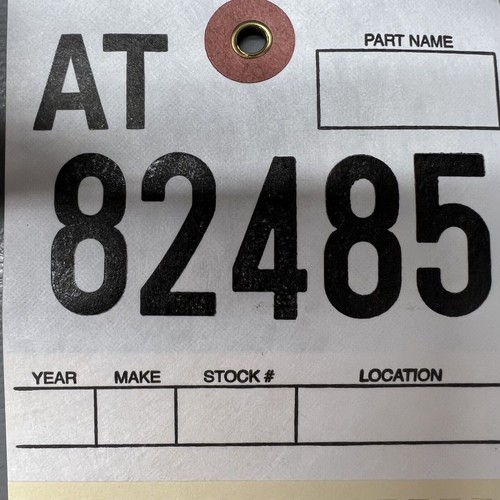 AT
PART NAME
82485
YEAR MAKE STOCK # LOCATION